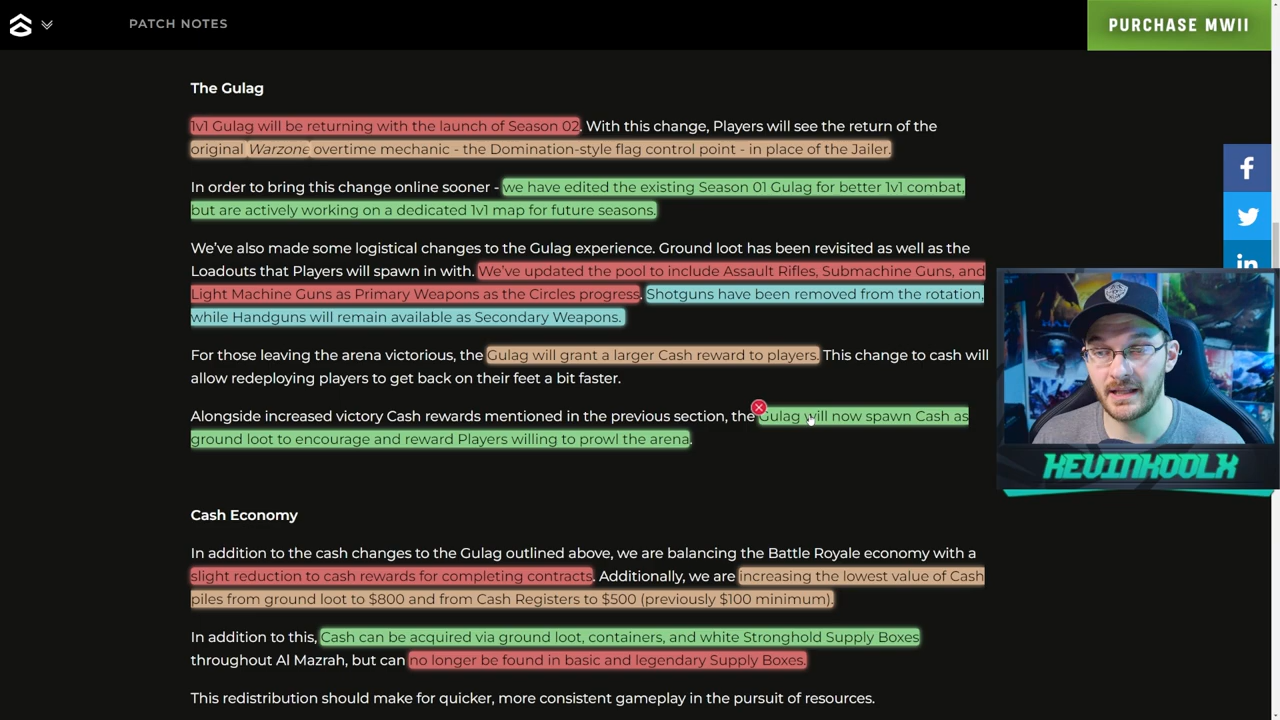 PATCH NOTES
PURCHASE MWII
The Gulag
1v1 Gulag will be returning with the launch of Season 02. With this change, Players will see the return of the
original Warzone overtime mechanic - the Domination-style flag control point - in place of the Jailer.
In order to bring this change online sooner - we have edited the existing Season 01 Gulag for better 1v1 combat,
but are actively working on a dedicated 1v1 map for future seasons.
We've also made some logistical changes to the Gulag experience. Ground loot has been revisited as well as the
Loadouts that Players will spawn in with. We've updated the pool to include Assault Rifles, Submachine Guns, and
Light Machine Guns as Primary Weapons as the Circles progress. Shotguns have been removed from the rotation,
while Handguns will remain available as Secondary Weapons.
For those leaving the arena victorious, the Gulag will grant a larger Cash reward to players. This change to cash will
allow redeploying players to get back on their feet a bit faster.
Alongside increased victory Cash rewards mentioned in the previous section, the Gulag will now spawn Cash as
ground loot to encourage and reward Players willing to prowl the arena.
KEVINKOOLX
Cash Economy
In addition to the cash changes to the Gulag outlined above, we are balancing the Battle Royale economy with a
slight reduction to cash rewards for completing contracts. Additionally, we are increasing the lowest value of Cash
piles from ground loot to $800 and from Cash Registers to $500 (previously $100 minimum).
In addition to this, Cash can be acquired via ground loot, containers, and white Stronghold Supply Boxes
throughout Al Mazrah, but can no longer be found in basic and legendary Supply Boxes.
This redistribution should make for quicker, more consistent gameplay in the pursuit of resources.